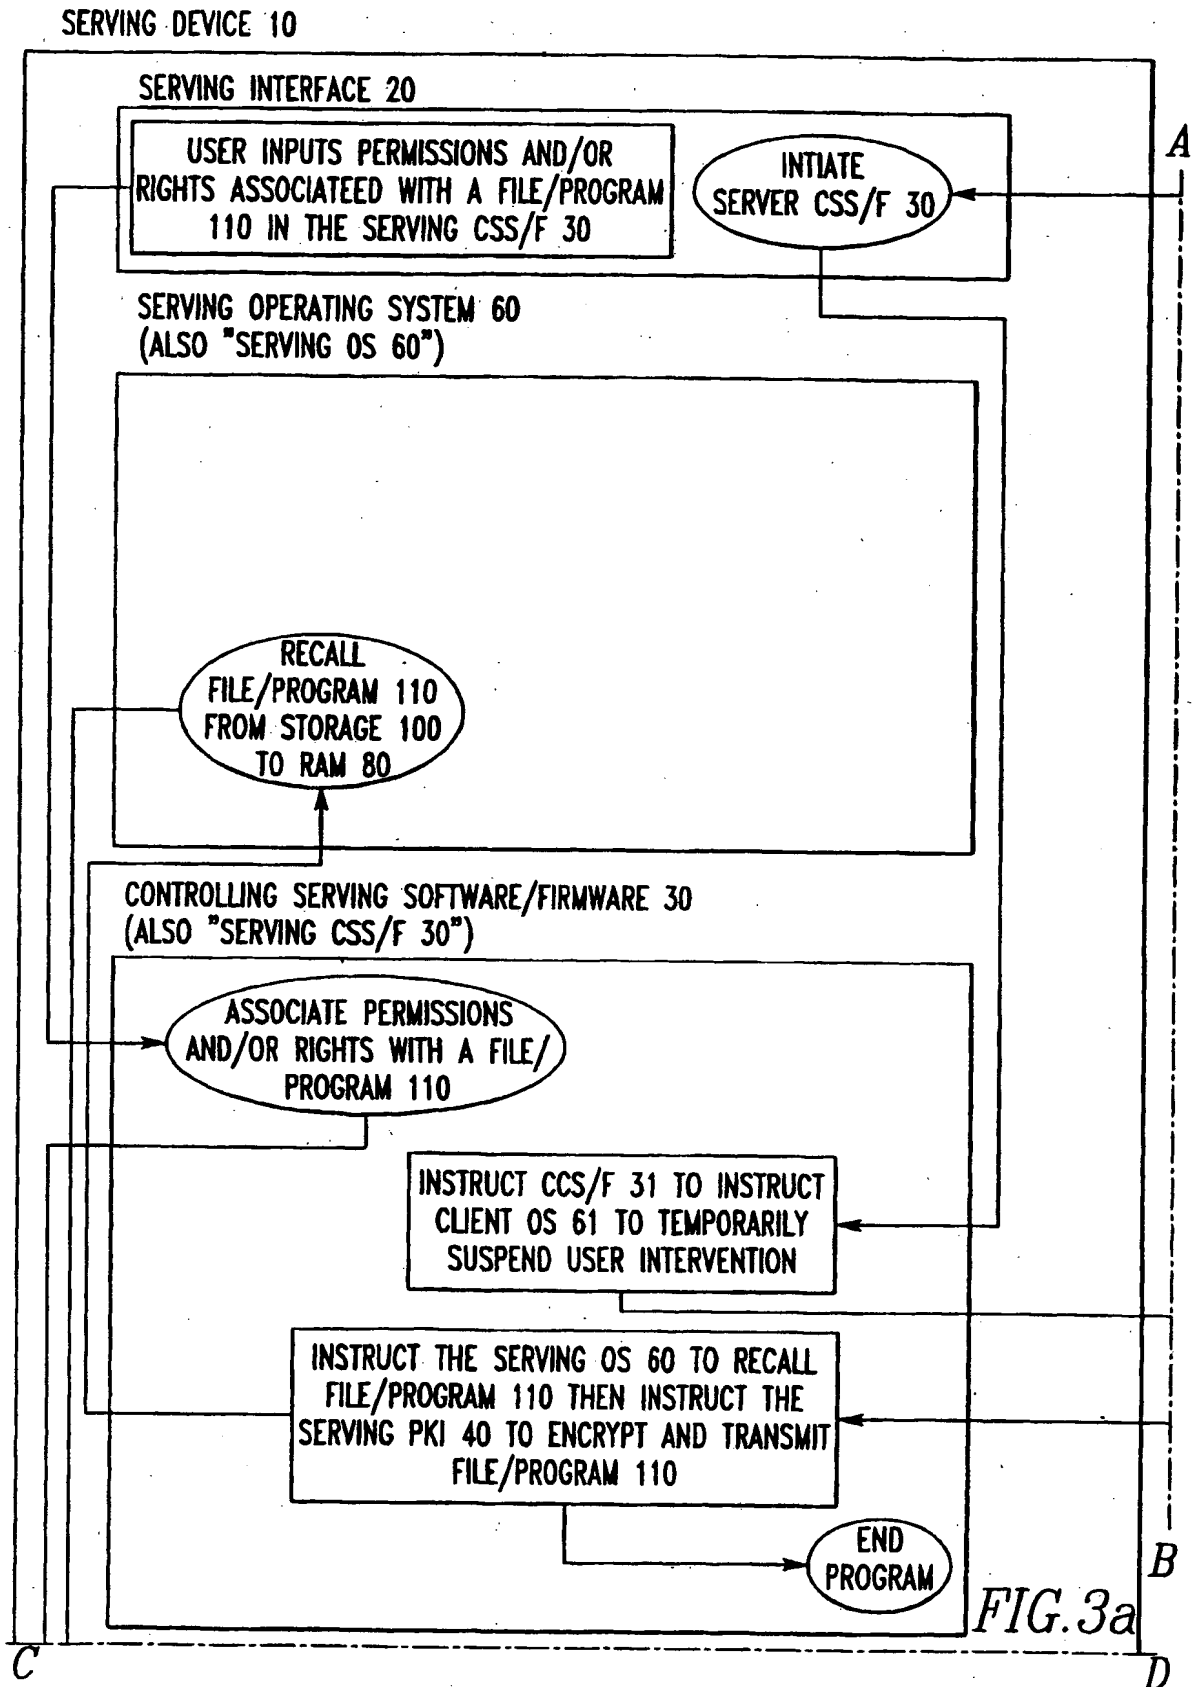 SERVING DEVICE 10
SERVING INTERFACE 20
USER INPUTS PERMISSIONS AND/OR
RIGHTS ASSOCIATEED WITH A FILE/PROGRAM
110 IN THE SERVING CSS/F 30
INTIATE
SERVER CSS/F 30
A
SERVING OPERATING SYSTEM 60
(ALSO "SERVING OS 60")
RECALL
FILE/PROGRAM 110
FROM STORAGE 100
TO RAM 80
CONTROLLING SERVING SOFTWARE/FIRMWARE 30
(ALSO "SERVING CSS/F 30")
ASSOCIATE PERMISSIONS
AND/OR RIGHTS WITH A FILE/
PROGRAM 110
INSTRUCT CCS/F 31 TO INSTRUCT
CLIENT OS 61 TO TEMPORARILY
SUSPEND USER INTERVENTION
INSTRUCT THE SERVING OS 60 TO RECALL
FILE/PROGRAM 110 THEN INSTRUCT THE
SERVING PKI 40 TO ENCRYPT AND TRANSMIT
FILE/PROGRAM 110
END
PROGRAM
B
FIG.3a
C
D